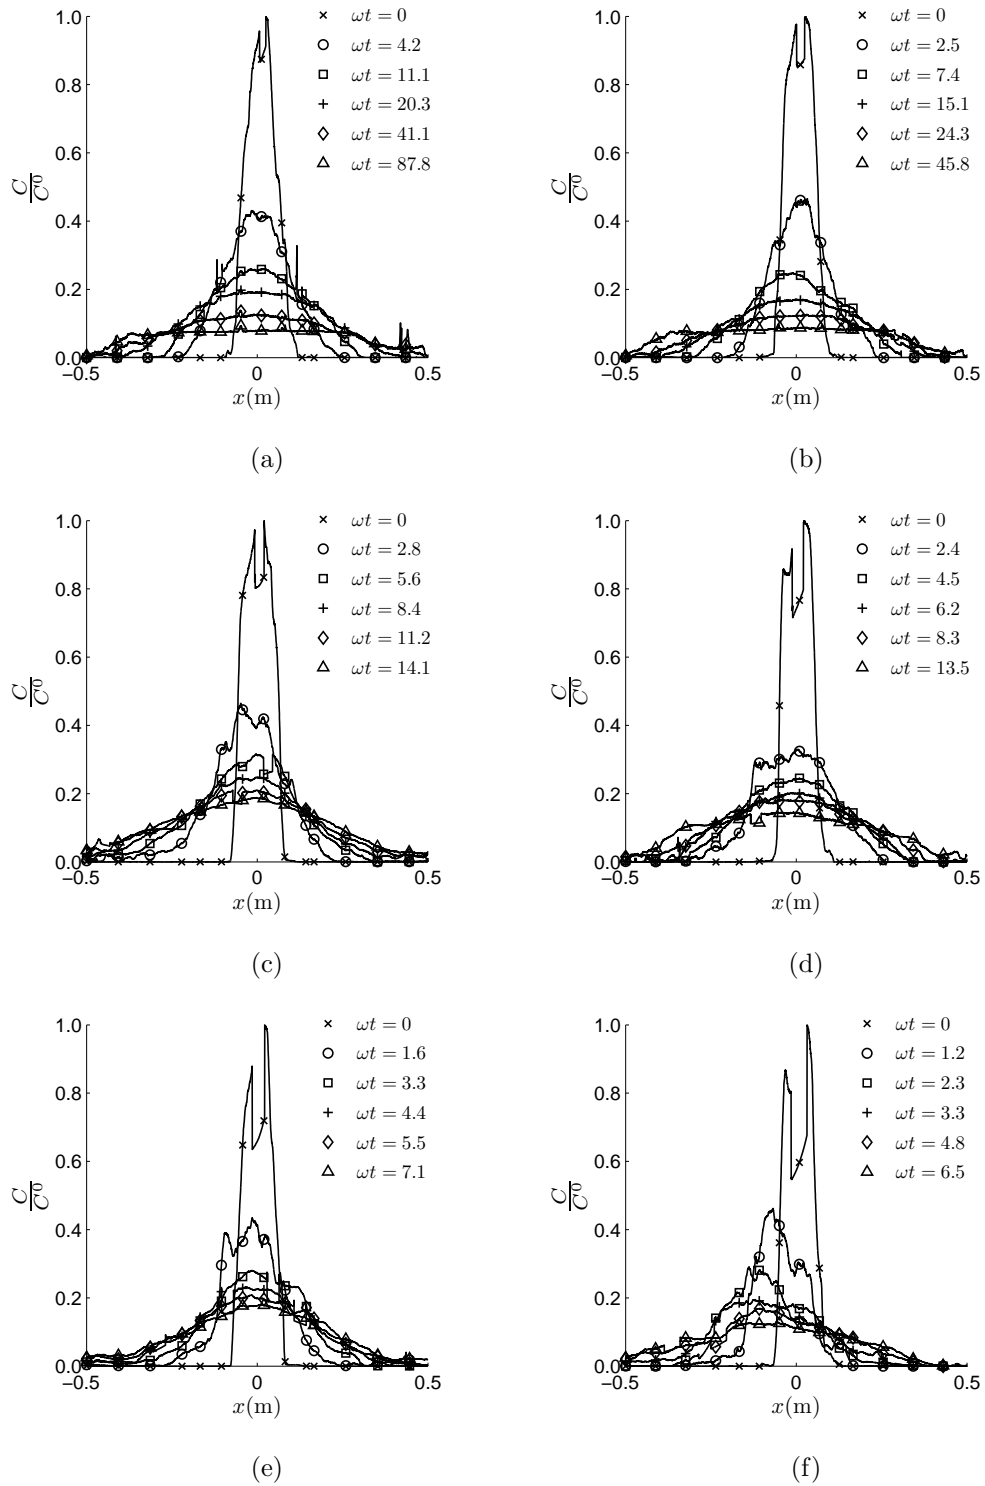 1.0
0.8
0.6
0.4
0.2
0.0
−0.5 0 0.5
C/C⁰
x(m)
ωt = 0
ωt = 4.2
ωt = 11.1
ωt = 20.3
ωt = 41.1
ωt = 87.8
(a)
1.0
0.8
0.6
0.4
0.2
0.0
−0.5 0 0.5
C/C⁰
x(m)
ωt = 0
ωt = 2.5
ωt = 7.4
ωt = 15.1
ωt = 24.3
ωt = 45.8
(b)
1.0
0.8
0.6
0.4
0.2
0.0
−0.5 0 0.5
C/C⁰
x(m)
ωt = 0
ωt = 2.8
ωt = 5.6
ωt = 8.4
ωt = 11.2
ωt = 14.1
(c)
1.0
0.8
0.6
0.4
0.2
0.0
−0.5 0 0.5
C/C⁰
x(m)
ωt = 0
ωt = 2.4
ωt = 4.5
ωt = 6.2
ωt = 8.3
ωt = 13.5
(d)
1.0
0.8
0.6
0.4
0.2
0.0
−0.5 0 0.5
C/C⁰
x(m)
ωt = 0
ωt = 1.6
ωt = 3.3
ωt = 4.4
ωt = 5.5
ωt = 7.1
(e)
1.0
0.8
0.6
0.4
0.2
0.0
−0.5 0 0.5
C/C⁰
x(m)
ωt = 0
ωt = 1.2
ωt = 2.3
ωt = 3.3
ωt = 4.8
ωt = 6.5
(f)